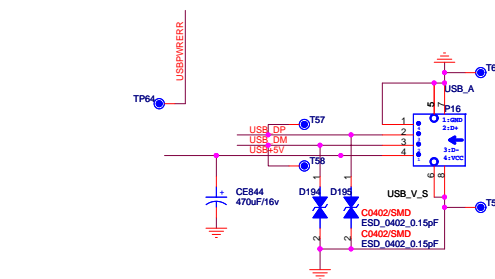 USBPWRERR
TP64
T57
T58
T6
USB_A
5
7
P16
1
2
3
4
1:GND
2:D+
3:D-
4:VCC
6
8
USB_DP
USB_DM
USB+5V
USB_V_S
T5
+
CE844
470uF/16v
1
1
D194
D195
2
2
C0402/SMD
ESD_0402_0.15pF
C0402/SMD
ESD_0402_0.15pF